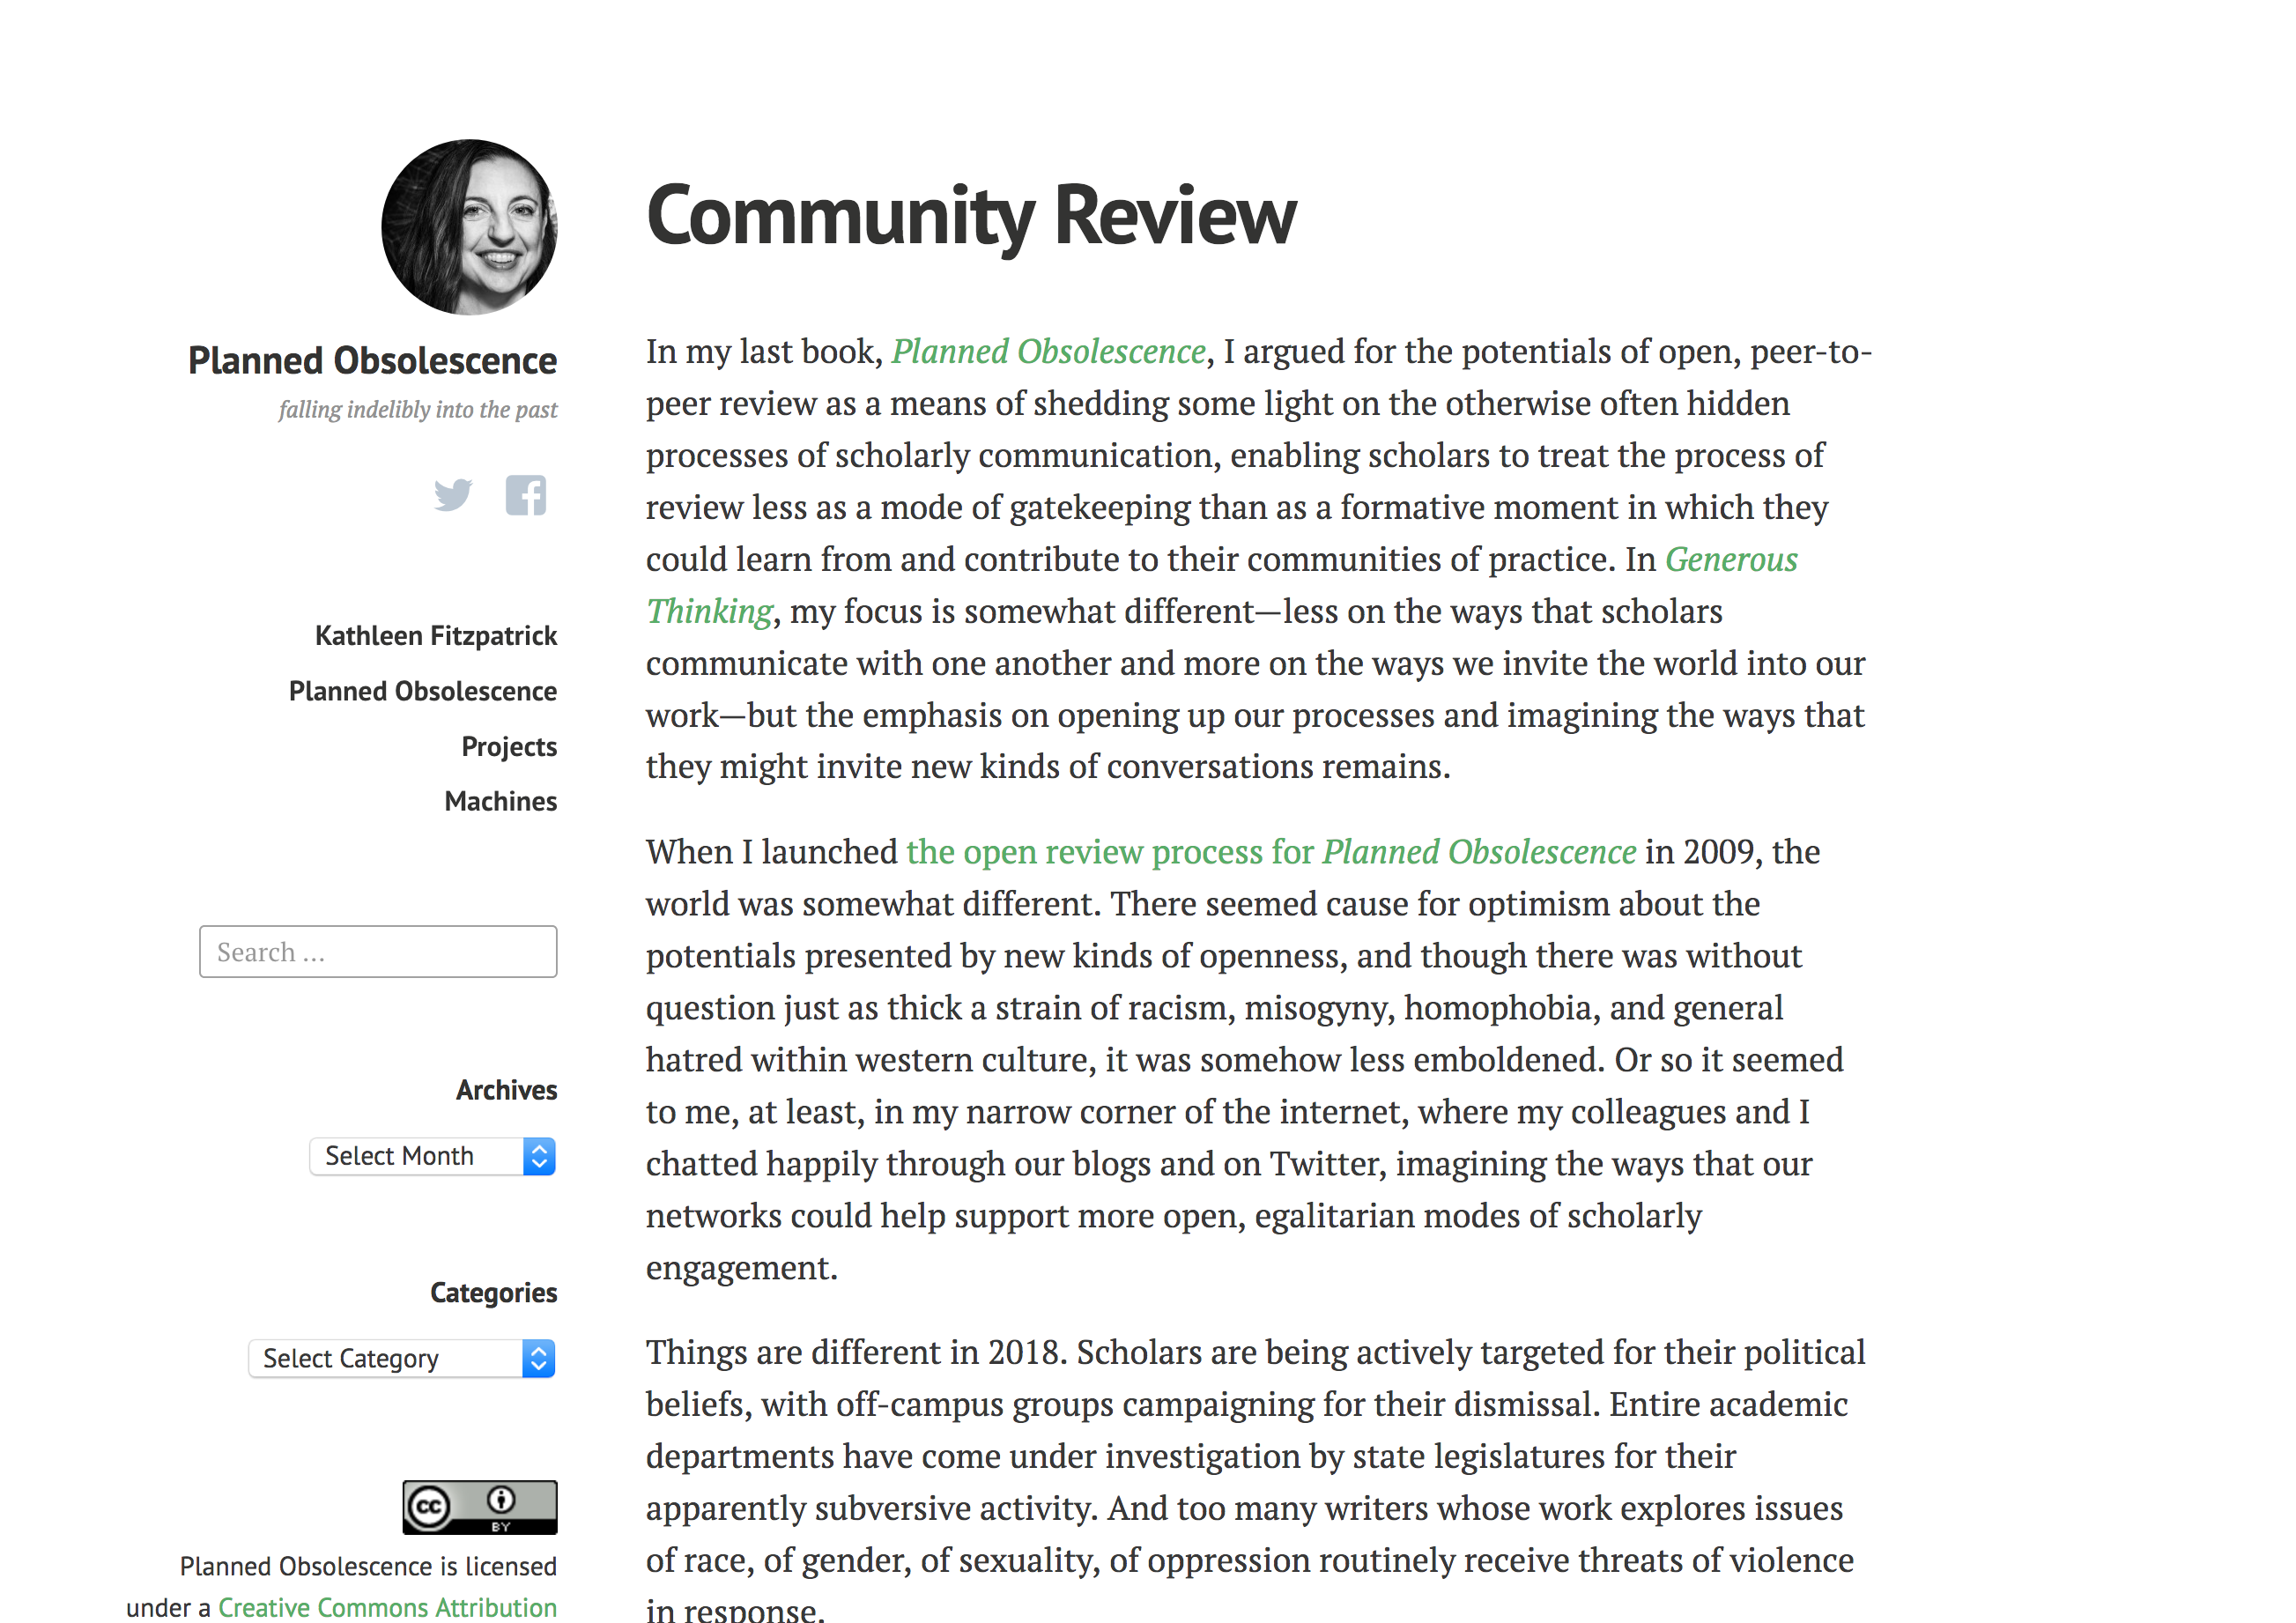 Planned Obsolescence
falling indelibly into the past
Kathleen Fitzpatrick
Planned Obsolescence
Projects
Machines
Search ...
Archives
Select Month
Categories
Select Category
cc
BY
Planned Obsolescence is licensed
under a Creative Commons Attribution
Community Review
In my last book, Planned Obsolescence, I argued for the potentials of open, peer-to-
peer review as a means of shedding some light on the otherwise often hidden
processes of scholarly communication, enabling scholars to treat the process of
review less as a mode of gatekeeping than as a formative moment in which they
could learn from and contribute to their communities of practice. In Generous
Thinking, my focus is somewhat different—less on the ways that scholars
communicate with one another and more on the ways we invite the world into our
work—but the emphasis on opening up our processes and imagining the ways that
they might invite new kinds of conversations remains.
When I launched the open review process for Planned Obsolescence in 2009, the
world was somewhat different. There seemed cause for optimism about the
potentials presented by new kinds of openness, and though there was without
question just as thick a strain of racism, misogyny, homophobia, and general
hatred within western culture, it was somehow less emboldened. Or so it seemed
to me, at least, in my narrow corner of the internet, where my colleagues and I
chatted happily through our blogs and on Twitter, imagining the ways that our
networks could help support more open, egalitarian modes of scholarly
engagement.
Things are different in 2018. Scholars are being actively targeted for their political
beliefs, with off-campus groups campaigning for their dismissal. Entire academic
departments have come under investigation by state legislatures for their
apparently subversive activity. And too many writers whose work explores issues
of race, of gender, of sexuality, of oppression routinely receive threats of violence
in response.